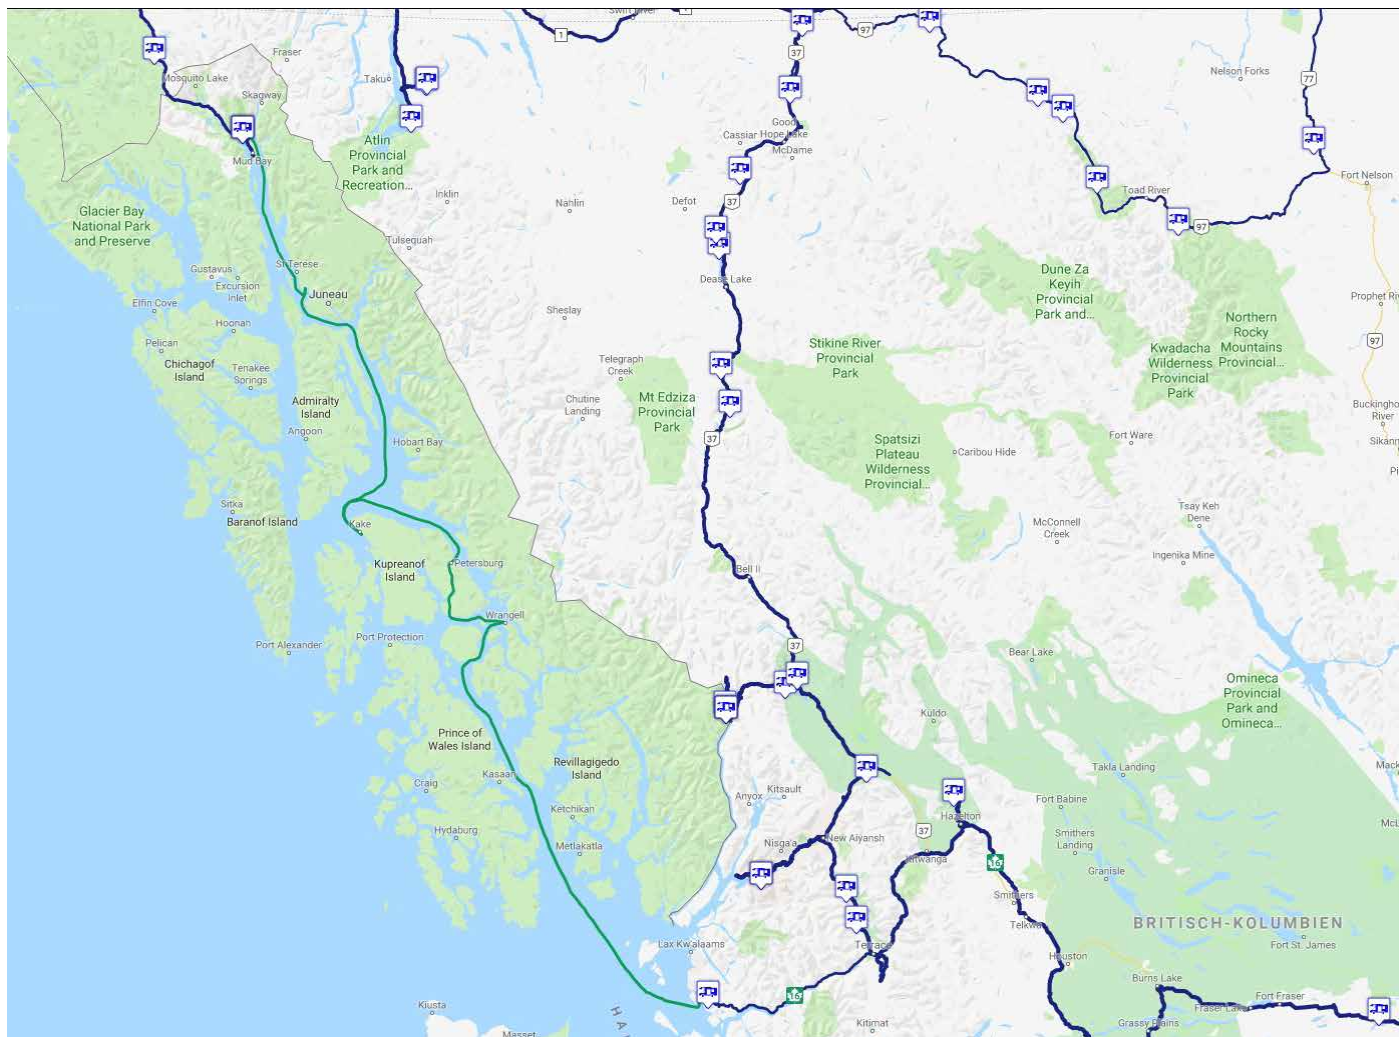 Swift River
1
97
37
Fraser
Mosquito Lake
Taku
Nelson Forks
77
Skagway
Good
Hope Lake
Cassiar
McDame
Mud Bay
Atlin
Provincial
Park and
Recreation...
Fort Nelson
Toad River
Inklin
Nahlin
Defot
37
97
Glacier Bay
National Park
and Preserve
Tulsequah
St Terese
Gustavus
Excursion
Inlet
Juneau
Dease Lake
Dune Za
Keyih
Provincial
Park and...
Elfin Cove
Hoonah
Sheslay
Prophet Riv
Northern
Rocky
Mountains
Provincial...
97
Pelican
Chichagof
Island
Tenakee
Springs
Telegraph
Creek
Stikine River
Provincial
Park
Kwadacha
Wilderness
Provincial
Park
Admiralty
Island
Chutine
Landing
Mt Edziza
Provincial
Park
Buckingho
River
Angoon
Hobart Bay
37
Fort Ware
Sikann
Spatsizi
Plateau
Wilderness
Provincial...
Caribou Hide
Pi
Sitka
Baranof Island
Kake
McConnell
Creek
Tsay Keh
Dene
Ingenika Mine
Kupreanof
Island
Petersburg
Bell II
Wrangell
Port Alexander
Port Protection
37
Bear Lake
Omineca
Provincial
Park and
Omineca...
Kuldo
Prince of
Wales Island
Revillagigedo
Island
Takla Landing
Mack
Craig
Kasaan
Anyox
Kitsault
Fort Babine
Ketchikan
Hazelton
Hydaburg
Metlakatla
Nisga'a
New Aiyansh
37
Smithers
Landing
McL
Kitwanga
16
Granisle
Smithers
Telkwa
BRITISCH-KOLUMBIEN
Lax Kw'alaams
Terrace
Fort St. James
Houston
Burns Lake
16
Fort Fraser
Fraser Lake
Kiusta
Masset
HA
Kitimat
Grassy Plains